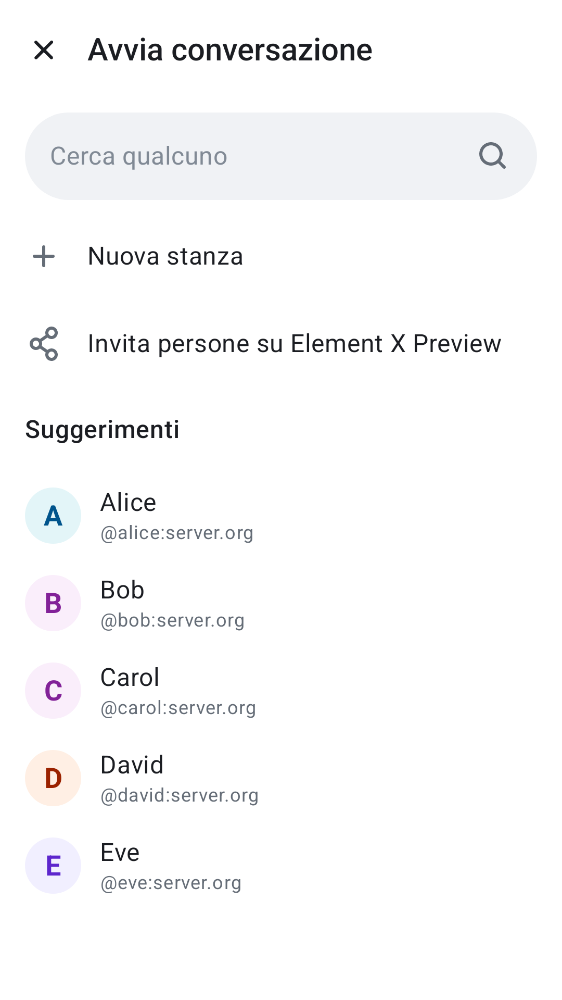 Avvia conversazione
Cerca qualcuno
Nuova stanza
Invita persone su Element X Preview
Suggerimenti
A
Alice
@alice:server.org
B
Bob
@bob:server.org
C
Carol
@carol:server.org
D
David
@david:server.org
E
Eve
@eve:server.org